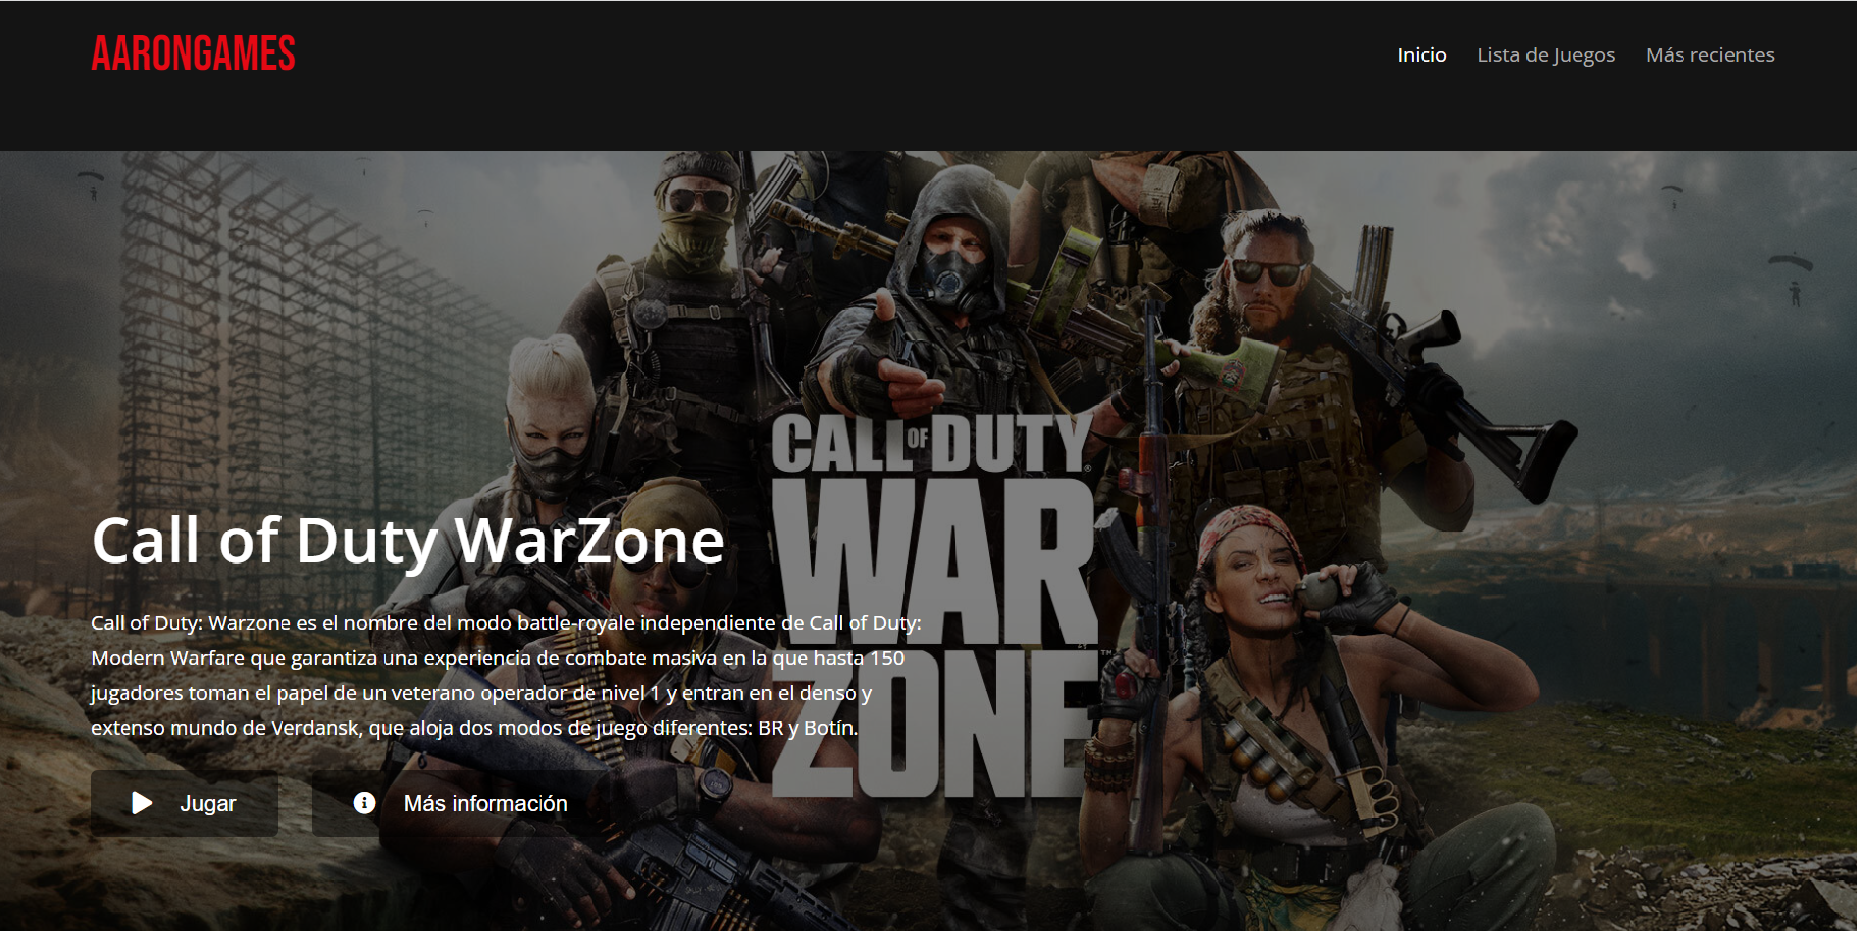 AARONGAMES
Inicio Lista de Juegos Más recientes
CALL OF DUTY®
WAR
ZONE™
Call of Duty WarZone
Call of Duty: Warzone es el nombre del modo battle-royale independiente de Call of Duty:
Modern Warfare que garantiza una experiencia de combate masiva en la que hasta 150
jugadores toman el papel de un veterano operador de nivel 1 y entran en el denso y
extenso mundo de Verdansk, que aloja dos modos de juego diferentes: BR y Botín.
Jugar
Más información